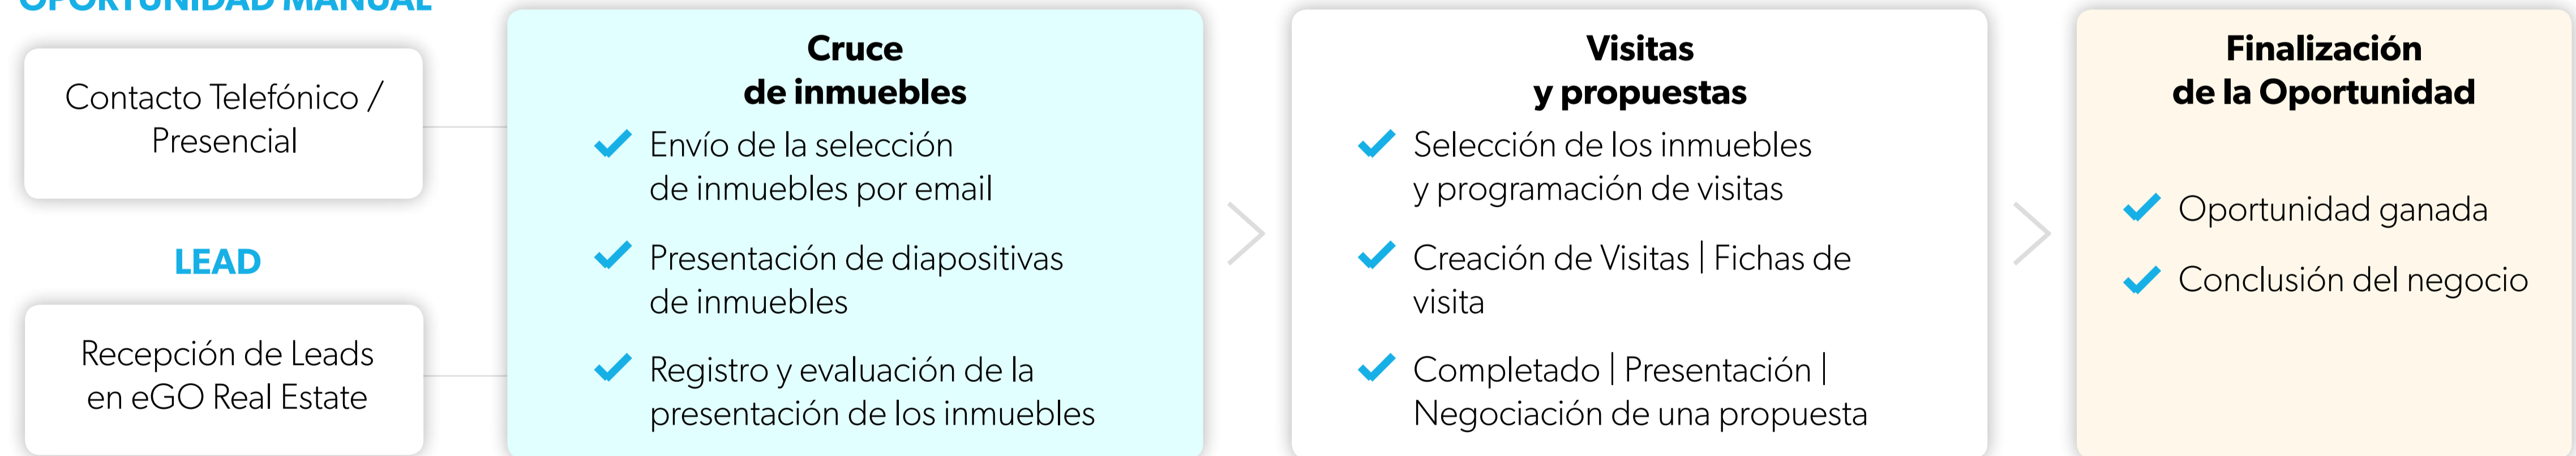 OPORTUNIDAD MANUAL
Contacto Telefónico /
Presencial
LEAD
Recepción de Leads
en eGO Real Estate
Cruce
de inmuebles
Envío de la selección
de inmuebles por email
Presentación de diapositivas
de inmuebles
Registro y evaluación de la
presentación de los inmuebles
Visitas
y propuestas
Selección de los inmuebles
y programación de visitas
Creación de Visitas | Fichas de
visita
Completado | Presentación |
Negociación de una propuesta
Finalización
de la Oportunidad
Oportunidad ganada
Conclusión del negocio